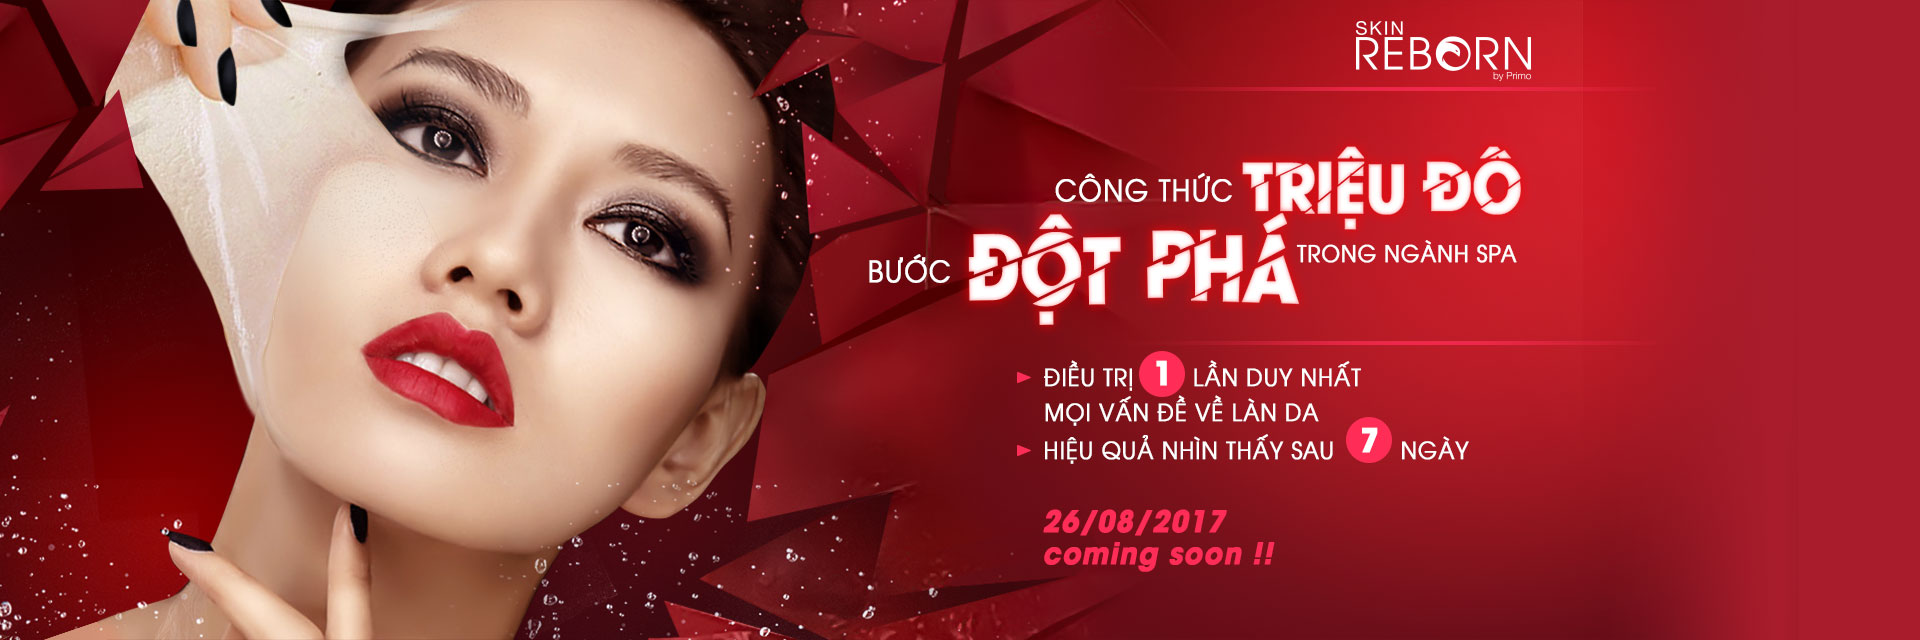 SKIN
REBORN
by Primo
CÔNG THỨC TRIỆU ĐÔ
BƯỚC ĐỘT PHÁ TRONG NGÀNH SPA
ĐIỀU TRỊ 1 LẦN DUY NHẤT
MỌI VẤN ĐỀ VỀ LÀN DA
HIỆU QUẢ NHÌN THẤY SAU 7 NGÀY
26/08/2017
coming soon !!